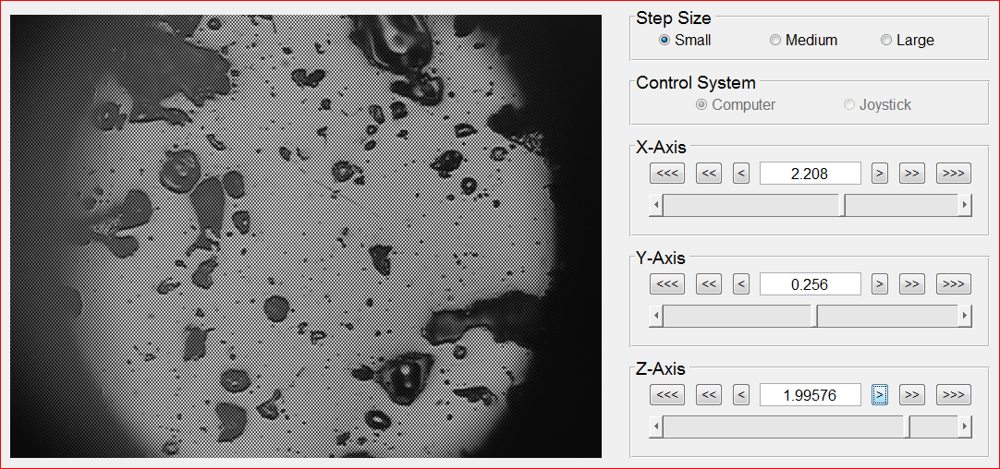 Step Size
Small Medium Large
Control System
Computer Joystick
X-Axis
<<< << < 2.208 > >> >>>
Y-Axis
<<< << < 0.256 > >> >>>
Z-Axis
<<< << < 1.99576 > >> >>>